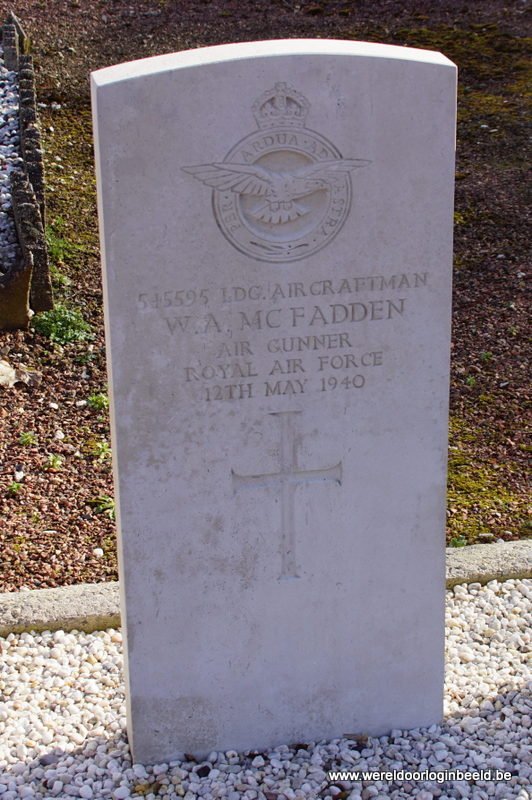 PER · ARDUA · AD · ASTRA
545595 LDG. AIRCRAFTMAN
W. A. MC FADDEN
AIR GUNNER
ROYAL AIR FORCE
12TH MAY 1940
www.wereldoorloginbeeld.be